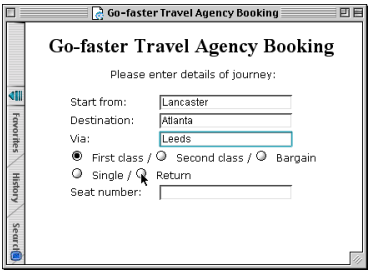 Go-faster Travel Agency Booking
Go-faster Travel Agency Booking
Please enter details of journey:
Start from: Lancaster
Destination: Atlanta
Via: Leeds
First class / Second class / Bargain
Single / Return
Seat number:
Favorites
History
Search